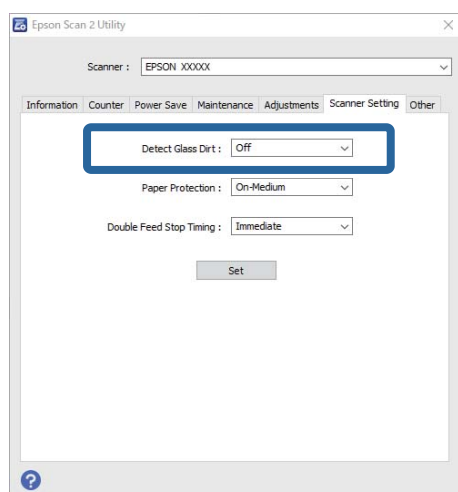 Epson Scan 2 Utility
Scanner : EPSON XXXXX
Information Counter Power Save Maintenance Adjustments Scanner Setting Other
Detect Glass Dirt : Off
Paper Protection : On-Medium
Double Feed Stop Timing : Immediate
Set
?